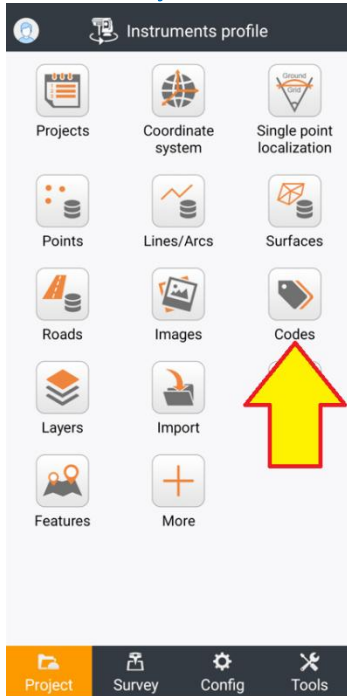 Instruments profile
Projects
Coordinate
system
Ground
Grid
Single point
localization
Points
Lines/Arcs
Surfaces
Roads
Images
Codes
Layers
Import
Features
More
Project
Survey
Config
Tools